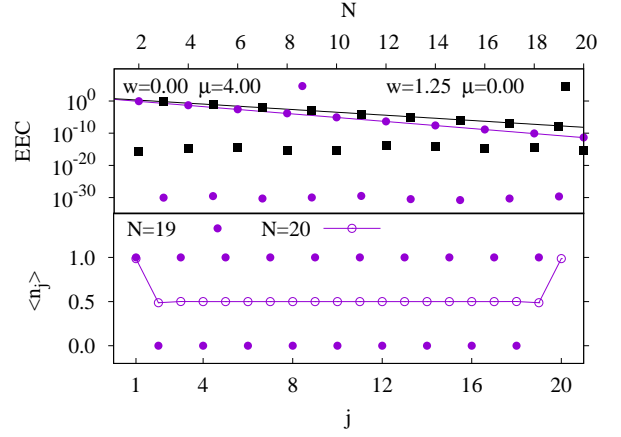 N
2 4 6 8 10 12 14 16 18 20
w=0.00 μ=4.00 w=1.25 μ=0.00
EEC
10^0
10^-10
10^-20
10^-30
N=19 N=20
<n_j>
1.0
0.5
0.0
1 4 8 12 16 20
j